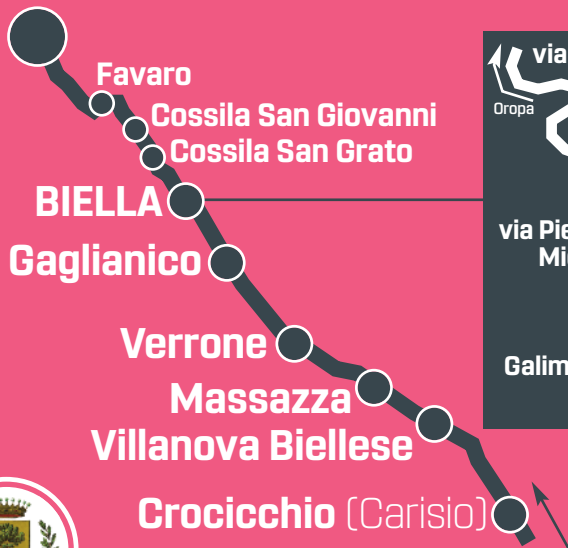 Favaro
Cossila San Giovanni
Cossila San Grato
BIELLA
Gaglianico
Verrone
Massazza
Villanova Biellese
Crocicchio (Carisio)
via
Oropa
via Pie
Mi
Galim